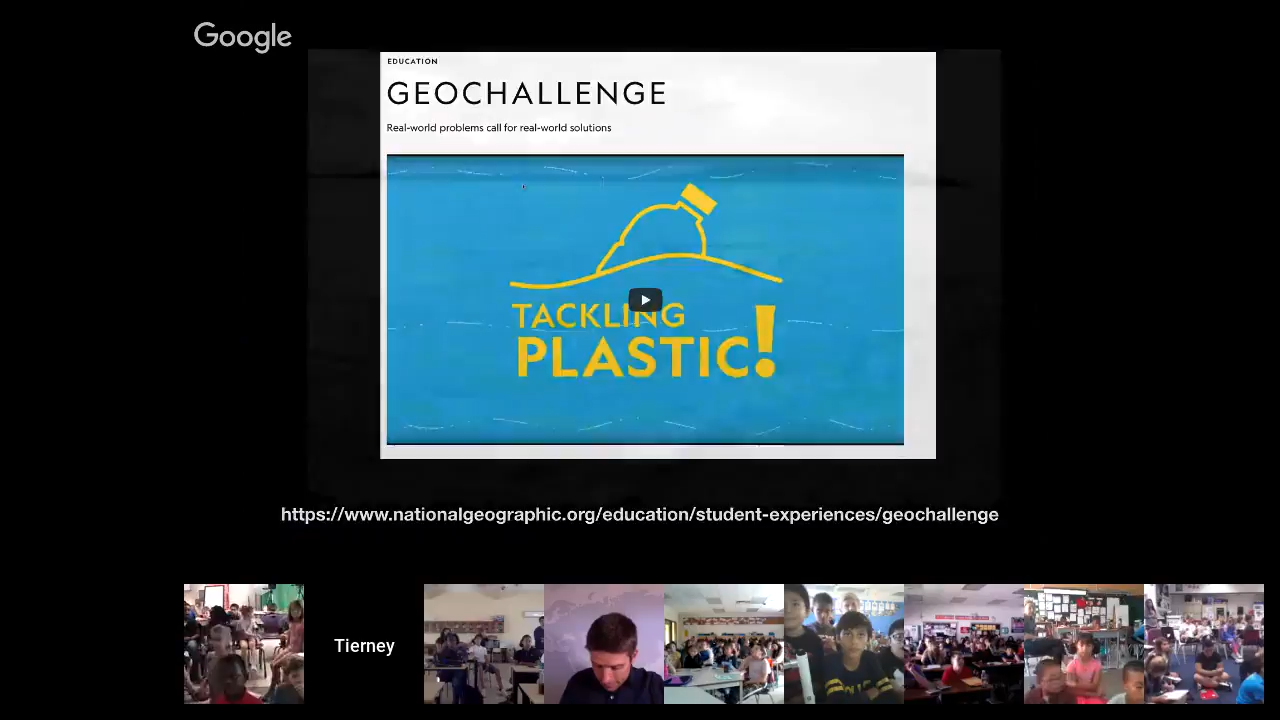 Google
EDUCATION
GEOCHALLENGE
Real-world problems call for real-world solutions
TACKLING
PLASTIC!
https://www.nationalgeographic.org/education/student-experiences/geochallenge
Tierney